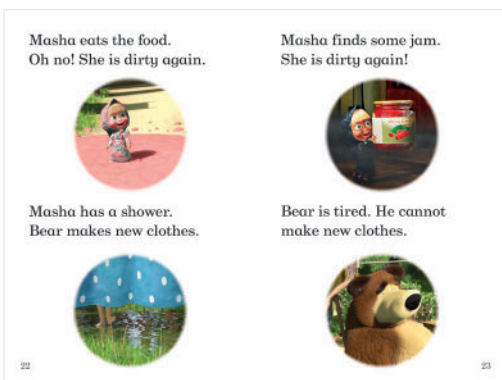 Masha eats the food.
Oh no! She is dirty again.
Masha has a shower.
Bear makes new clothes.
22
Masha finds some jam.
She is dirty again!
Bear is tired. He cannot
make new clothes.
23